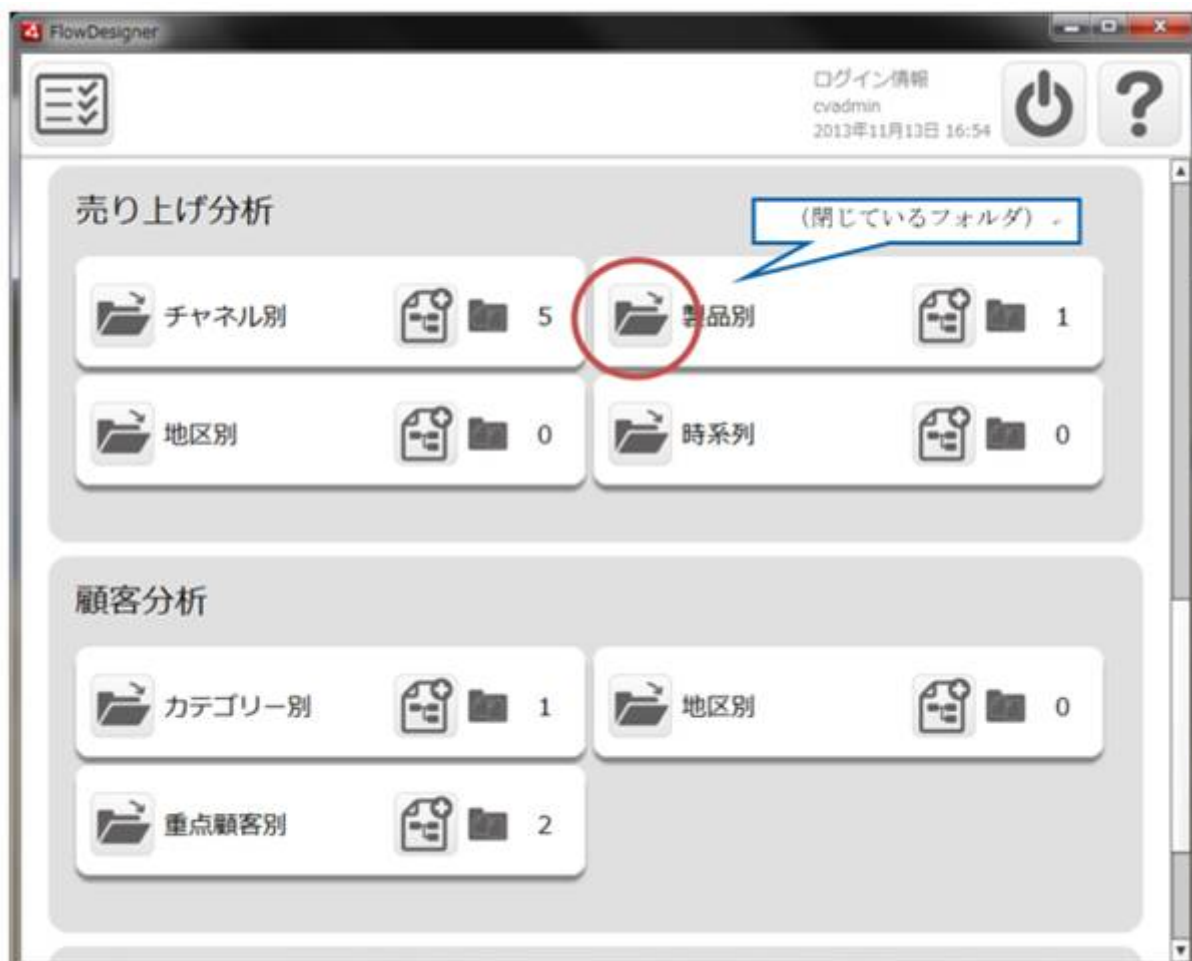 FlowDesigner
ログイン情報
cvadmin
2013年11月13日 16:54
売り上げ分析
(閉じているフォルダ)
チャネル別 5
製品別 1
地区別 0
時系列 0
顧客分析
カテゴリー別 1
地区別 0
重点顧客別 2